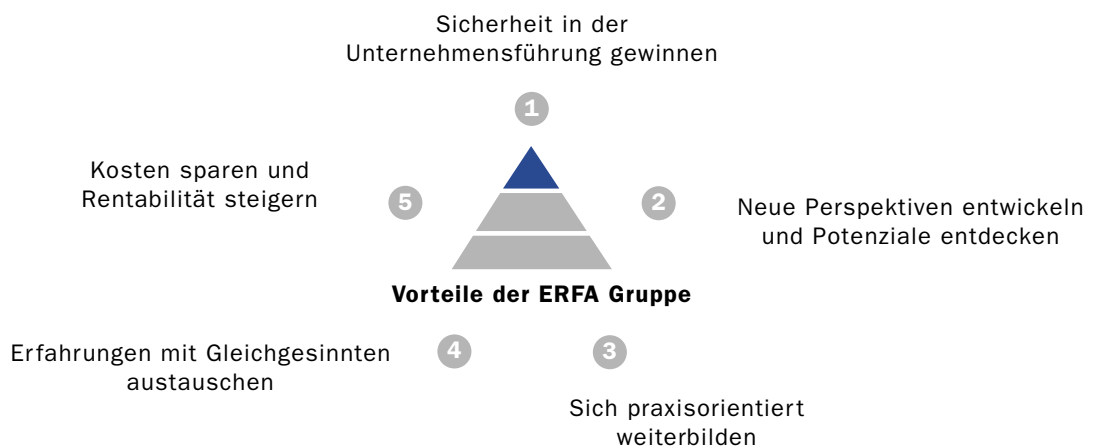 Sicherheit in der
Unternehmensführung gewinnen
1
Kosten sparen und
Rentabilität steigern
5
2
Neue Perspektiven entwickeln
und Potenziale entdecken
Vorteile der ERFA Gruppe
Erfahrungen mit Gleichgesinnten
austauschen
4
3
Sich praxisorientiert
weiterbilden